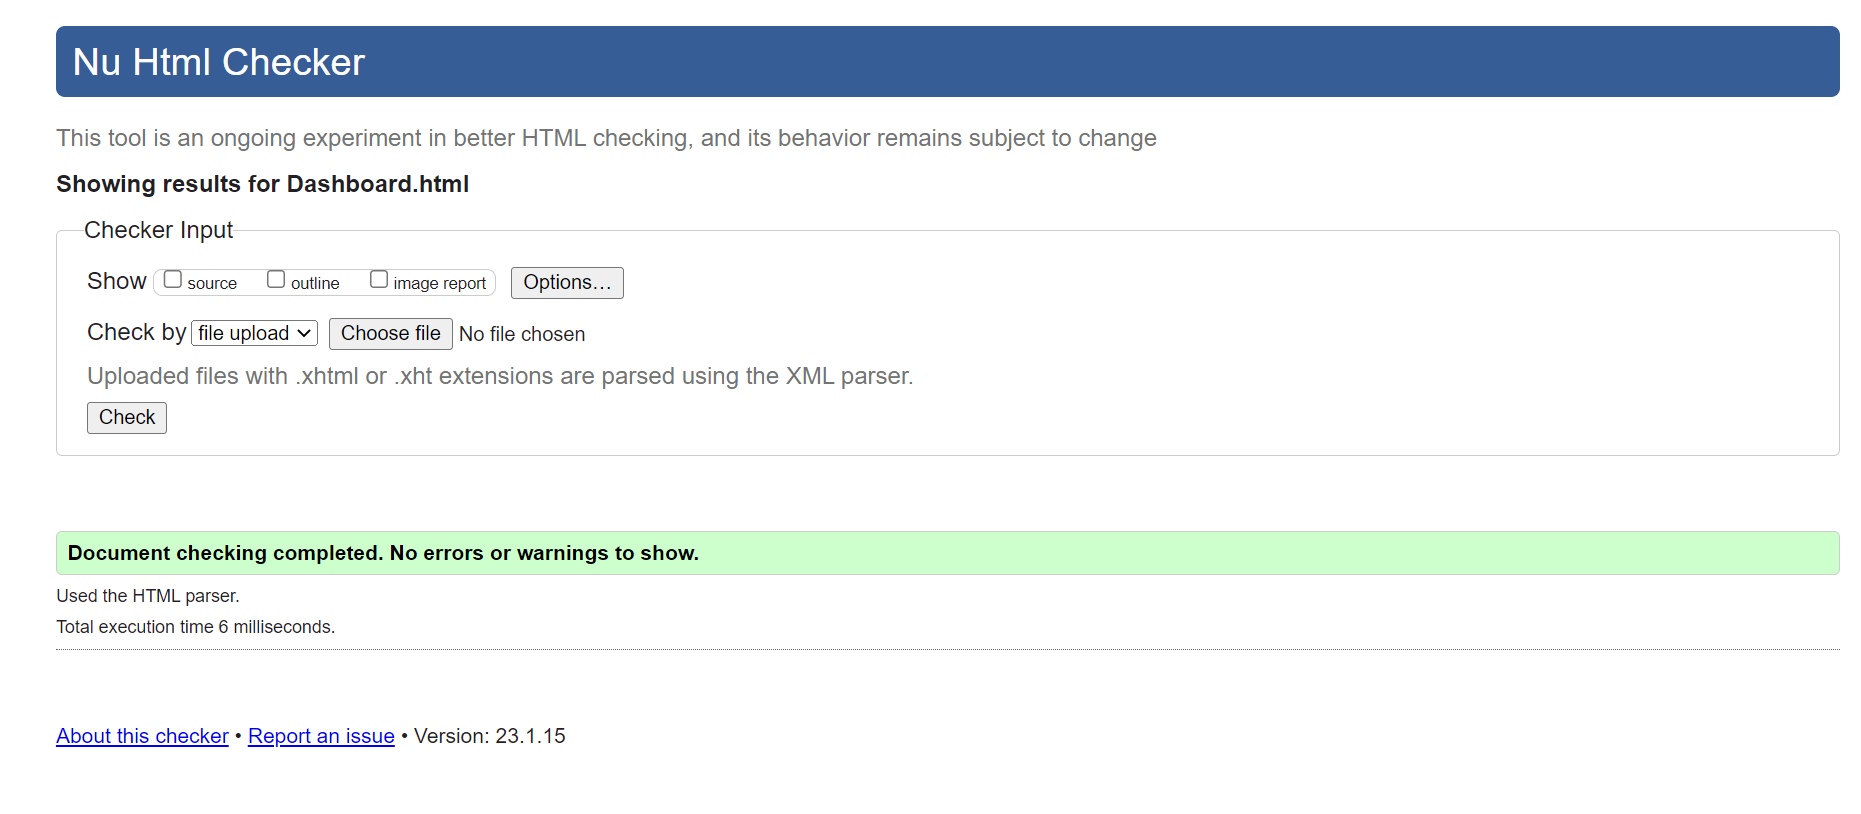 Nu Html Checker
This tool is an ongoing experiment in better HTML checking, and its behavior remains subject to change
Showing results for Dashboard.html
Checker Input
Show source outline image report Options...
Check by file upload Choose file No file chosen
Uploaded files with .xhtml or .xht extensions are parsed using the XML parser.
Check
Document checking completed. No errors or warnings to show.
Used the HTML parser.
Total execution time 6 milliseconds.
About this checker • Report an issue • Version: 23.1.15